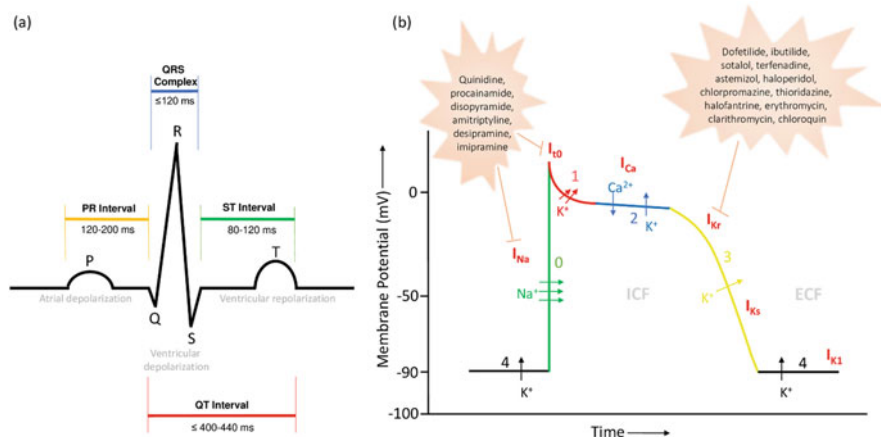 (a)
QRS
Complex
≤120 ms
R
PR Interval
120-200 ms
ST Interval
80-120 ms
P
T
Atrial depolarization
Ventricular repolarization
Q
S
Ventricular
depolarization
QT Interval
≤ 400-440 ms
(b)
Quinidine,
procainamide,
disopyramide,
amitriptyline,
desipramine,
imipramine
Dofetilide, ibutilide,
sotalol, terfenadine,
astemizol, haloperidol,
chlorpromazine, thioridazine,
halofantrine, erythromycin,
clarithromycin, chloroquin
Membrane Potential (mV)
0
-50
-90
-100
It0
1
K⁺
ICa
Ca²⁺
2
K⁺
IKr
INa
0
Na⁺
3
K⁺
IKs
ICF
ECF
4
K⁺
4
K⁺
IK1
Time